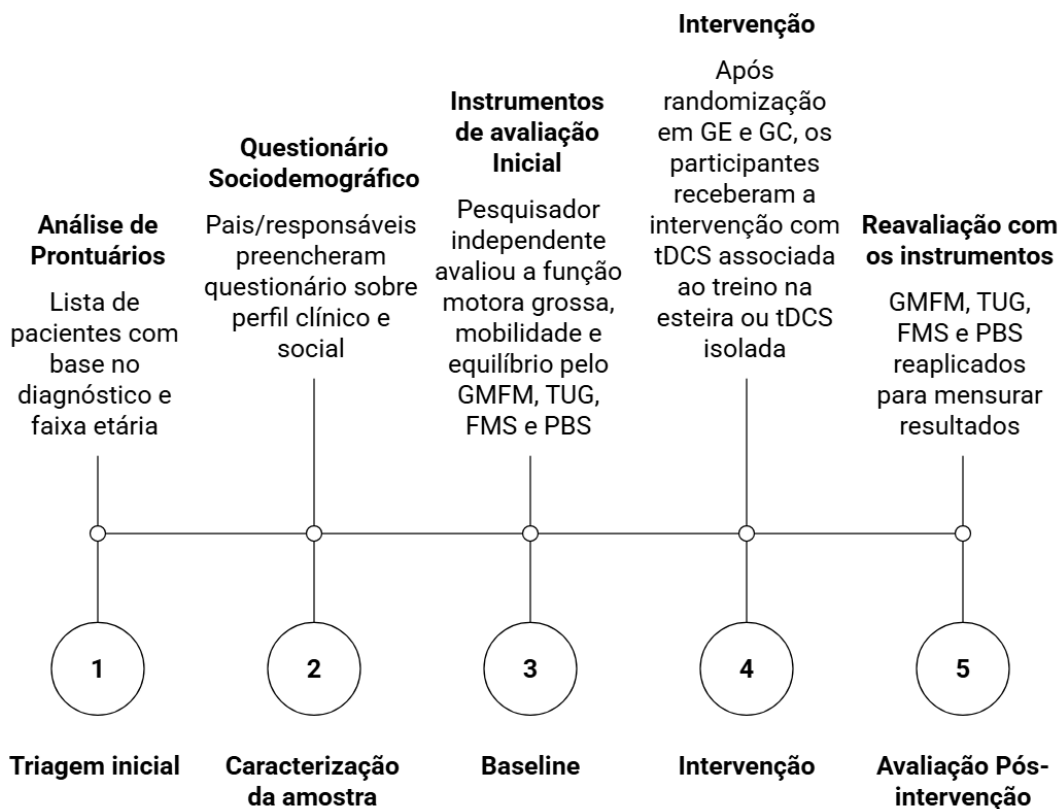 Análise de
Prontuários
Lista de
pacientes com
base no
diagnóstico e
faixa etária
Questionário
Sociodemográfico
Pais/responsáveis
preencheram
questionário sobre
perfil clínico e
social
Instrumentos
de avaliação
Inicial
Pesquisador
independente
avaliou a função
motora grossa,
mobilidade e
equilíbrio pelo
GMFM, TUG,
FMS e PBS
Intervenção
Após
randomização
em GE e GC, os
participantes
receberam a
intervenção com
tDCS associada
ao treino na
esteira ou tDCS
isolada
Reavaliação com
os instrumentos
GMFM, TUG,
FMS e PBS
reaplicados
para mensurar
resultados
1
2
3
4
5
Triagem inicial
Caracterização
da amostra
Baseline
Intervenção
Avaliação Pós-
intervenção